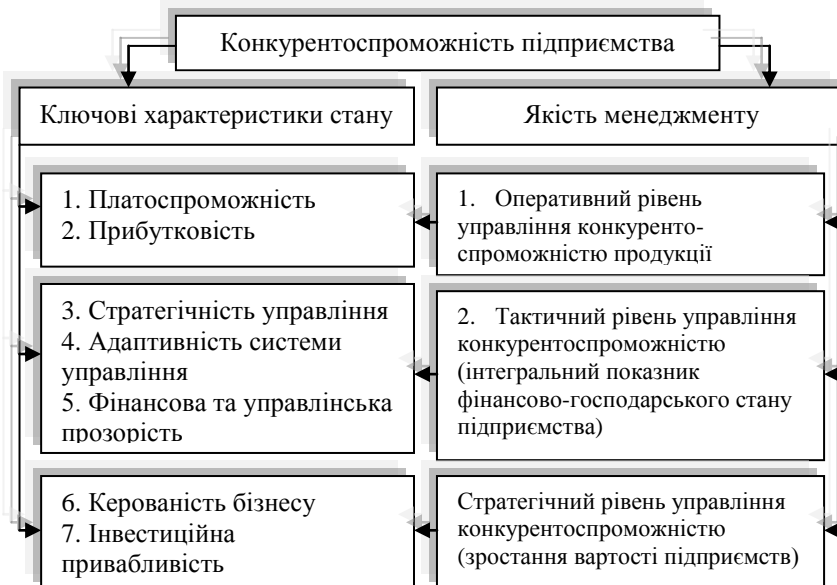 Конкурентоспроможність підприємства
Ключові характеристики стану
Якість менеджменту
1. Платоспроможність
2. Прибутковість
1. Оперативний рівень
управління конкуренто-
спроможністю продукції
3. Стратегічність управління
4. Адаптивність системи
управління
5. Фінансова та управлінська
прозорість
2. Тактичний рівень управління
конкурентоспроможністю
(інтегральний показник
фінансово-господарського стану
підприємства)
6. Керованість бізнесу
7. Інвестиційна
привабливість
Стратегічний рівень управління
конкурентоспроможністю
(зростання вартості підприємств)